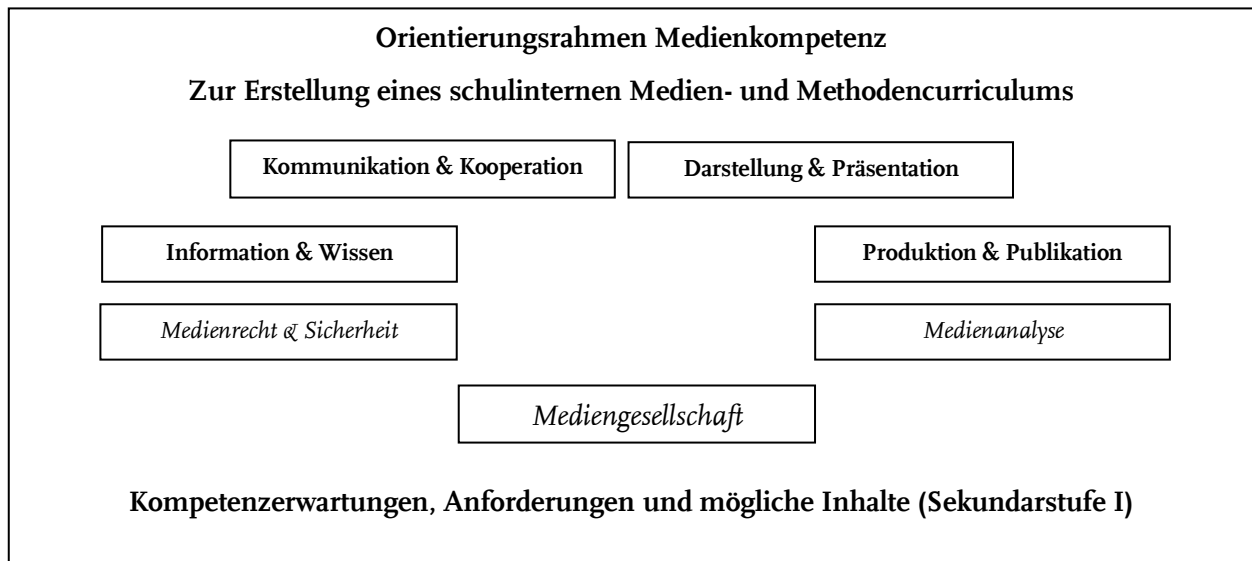 Orientierungsrahmen Medienkompetenz
Zur Erstellung eines schulinternen Medien- und Methodencurriculums
Kommunikation & Kooperation
Darstellung & Präsentation
Information & Wissen
Produktion & Publikation
Medienrecht & Sicherheit
Medienanalyse
Mediengesellschaft
Kompetenzerwartungen, Anforderungen und mögliche Inhalte (Sekundarstufe I)